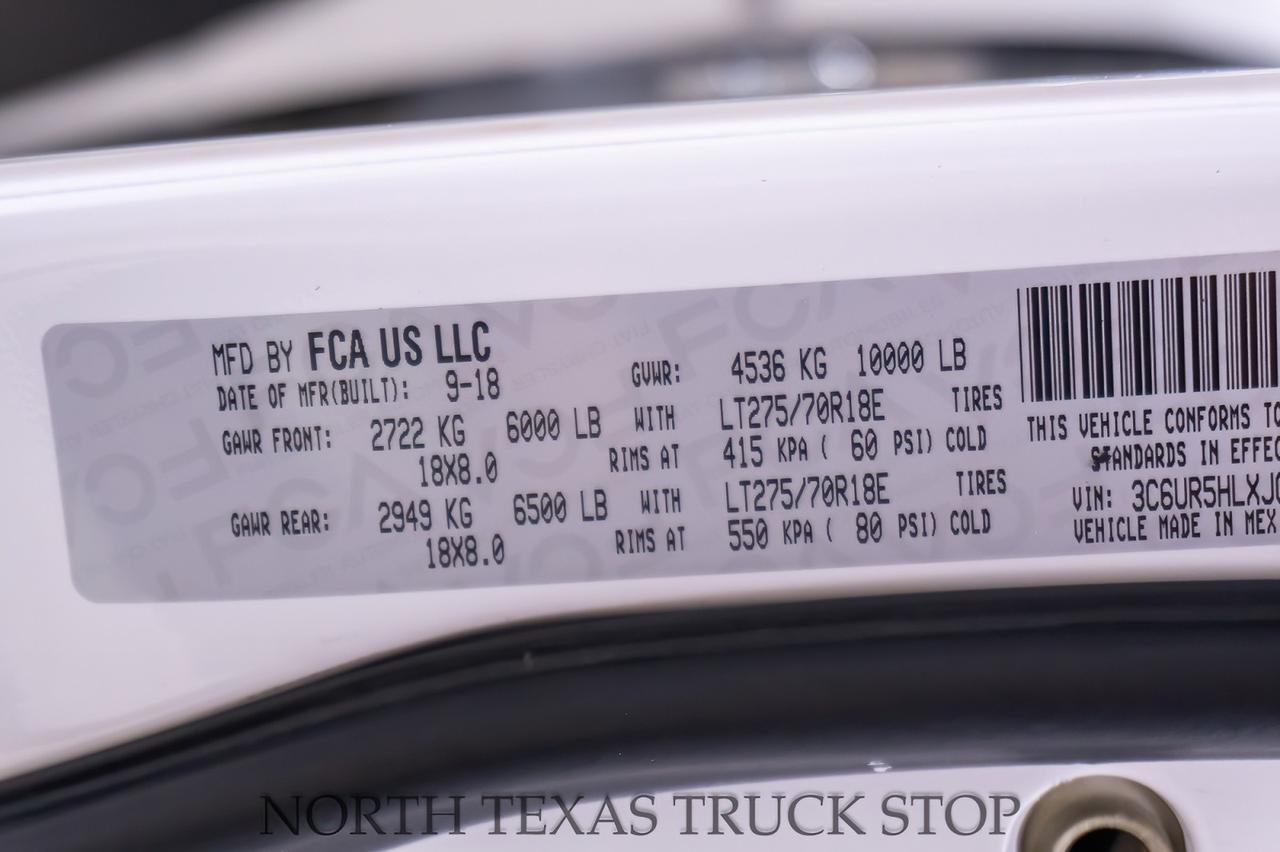 MFD BY FCA US LLC
DATE OF MFR(BUILT): 9-18 GVWR: 4536 KG 10000 LB
GAWR FRONT: 2722 KG 6000 LB WITH LT275/70R18E TIRES
18X8.0 RIMS AT 415 KPA ( 60 PSI) COLD
GAWR REAR: 2949 KG 6500 LB WITH LT275/70R18E TIRES
18X8.0 RIMS AT 550 KPA ( 80 PSI) COLD
THIS VEHICLE CONFORMS TO
STANDARDS IN EFFEC
VIN: 3C6UR5HLXJ
VEHICLE MADE IN MEX
NORTH TEXAS TRUCK STOP